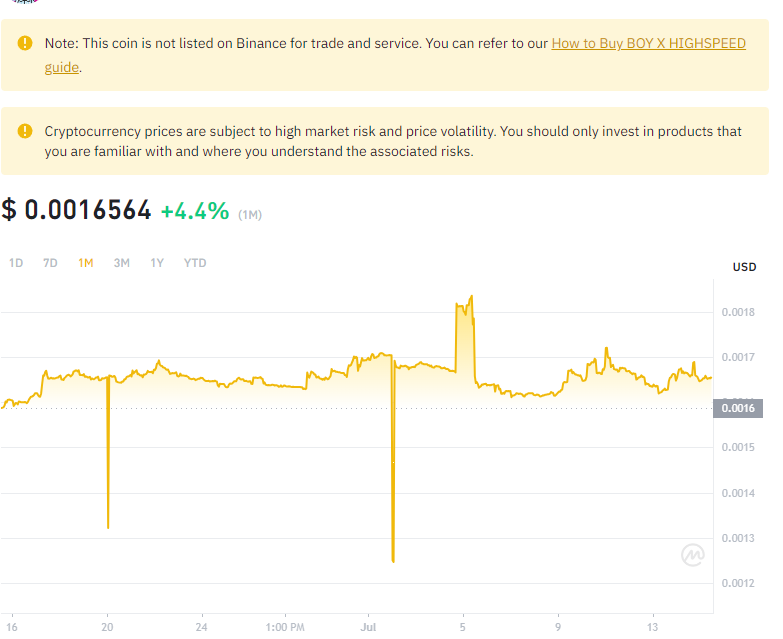 Note: This coin is not listed on Binance for trade and service. You can refer to our How to Buy BOY X HIGHSPEED
guide.
Cryptocurrency prices are subject to high market risk and price volatility. You should only invest in products that
you are familiar with and where you understand the associated risks.
$ 0.0016564 +4.4% (1M)
1D 7D 1M 3M 1Y YTD
USD
0.0018
0.0017
0.0016
0.0015
0.0014
0.0013
0.0012
16 20 24 1:00 PM Jul 5 9 13